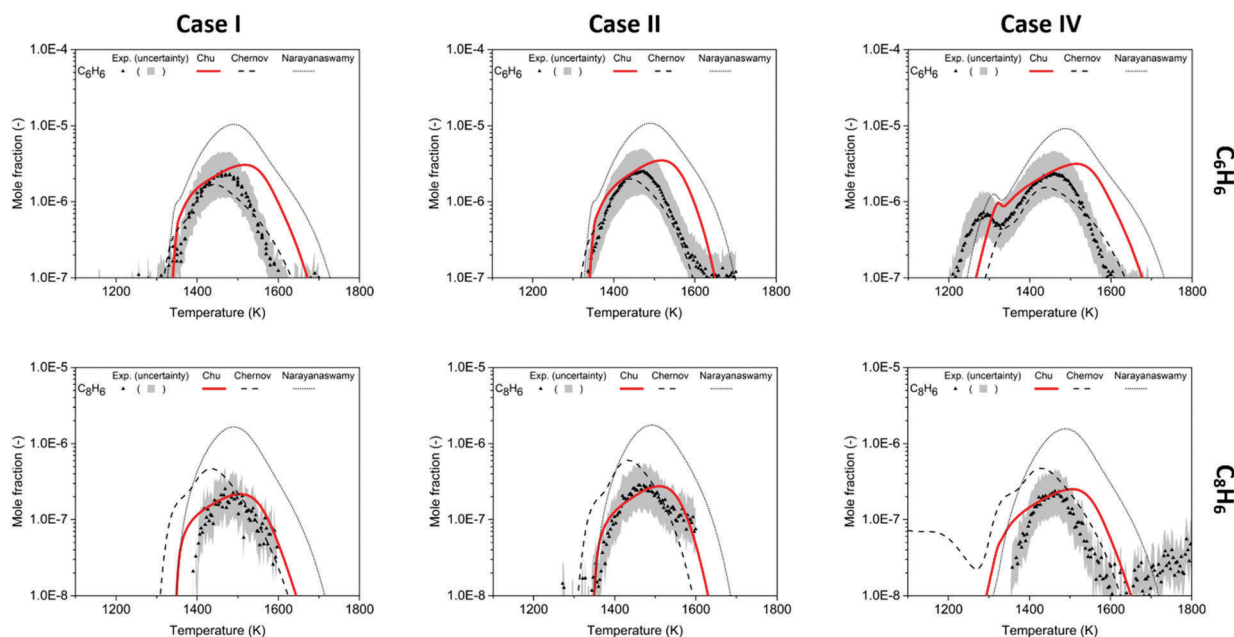 Case I
Case II
Case IV
1.0E-4
Exp. (uncertainty) Chu Chernov Narayanaswamy
C6H6 ▲ ( )
1.0E-5
1.0E-6
1.0E-7
Mole fraction (-)
1200 1400 1600 1800
Temperature (K)
1.0E-4
Exp. (uncertainty) Chu Chernov Narayanaswamy
C6H6 ▲ ( )
1.0E-5
1.0E-6
1.0E-7
Mole fraction (-)
1200 1400 1600 1800
Temperature (K)
1.0E-4
Exp. (uncertainty) Chu Chernov Narayanaswamy
C6H6 ▲ ( )
1.0E-5
1.0E-6
1.0E-7
Mole fraction (-)
1200 1400 1600 1800
Temperature (K)
C6H6
1.0E-5
Exp. (uncertainty) Chu Chernov Narayanaswamy
C8H6 ▲ ( )
1.0E-6
1.0E-7
1.0E-8
Mole fraction (-)
1200 1400 1600 1800
Temperature (K)
1.0E-5
Exp. (uncertainty) Chu Chernov Narayanaswamy
C8H6 ▲ ( )
1.0E-6
1.0E-7
1.0E-8
Mole fraction (-)
1200 1400 1600 1800
Temperature (K)
1.0E-5
Exp. (uncertainty) Chu Chernov Narayanaswamy
C8H6 ▲ ( )
1.0E-6
1.0E-7
1.0E-8
Mole fraction (-)
1200 1400 1600 1800
Temperature (K)
C8H6